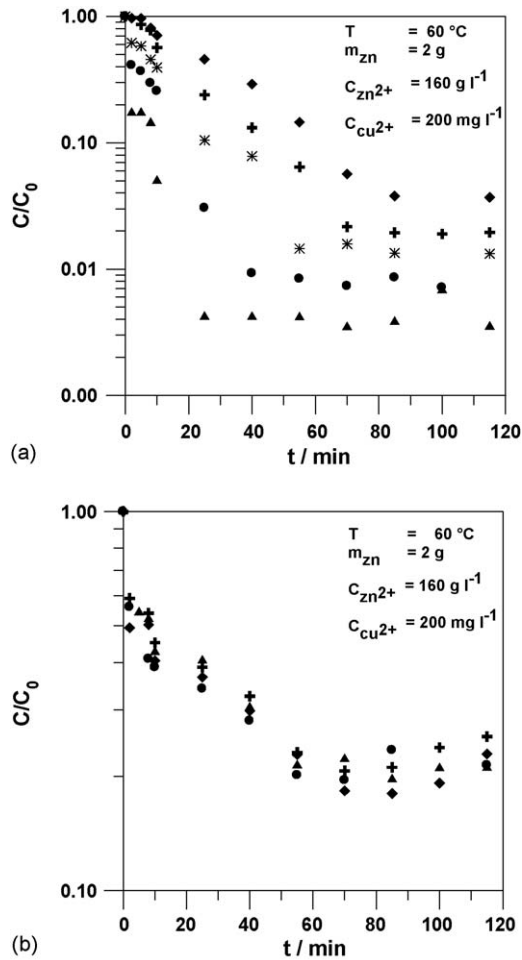 1.00
0.10
0.01
0.00
C/C0
T = 60 °C
mzn = 2 g
Czn2+ = 160 g l-1
Ccu2+ = 200 mg l-1
0 20 40 60 80 100 120
t / min
(a)
1.00
0.10
C/C0
T = 60 °C
mzn = 2 g
Czn2+ = 160 g l-1
Ccu2+ = 200 mg l-1
0 20 40 60 80 100 120
t / min
(b)